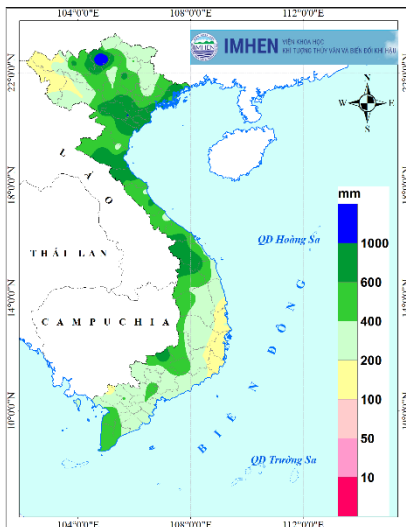 104°0'0"E 108°0'0"E 112°0'0"E
IMHEN
VIỆN KHOA HỌC
KHÍ TƯỢNG THỦY VĂN VÀ BIẾN ĐỔI KHÍ HẬU
22°0'0"N
N
W E
S
LÀO
18°0'0"N
mm
QĐ Hoàng Sa
1000
THÁI LAN
600
14°0'0"N
CAMPUCHIA
400
200
BIỂN ĐÔNG
100
10°0'0"N
50
QĐ Trường Sa
10
104°0'0"E 108°0'0"E 112°0'0"E